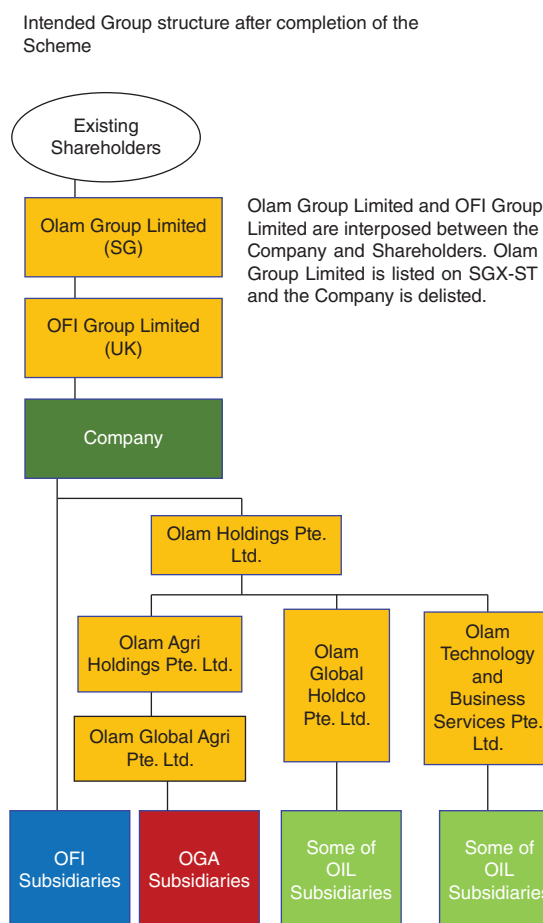 Intended Group structure after completion of the
Scheme
Existing
Shareholders
Olam Group Limited
(SG)
Olam Group Limited and OFI Group
Limited are interposed between the
Company and Shareholders. Olam
Group Limited is listed on SGX-ST
and the Company is delisted.
OFI Group Limited
(UK)
Company
Olam Holdings Pte.
Ltd.
Olam Agri
Holdings Pte. Ltd.
Olam Global Agri
Pte. Ltd.
Olam
Global
Holdco
Pte. Ltd.
Olam
Technology
and
Business
Services Pte.
Ltd.
OFI
Subsidiaries
OGA
Subsidiaries
Some of
OIL
Subsidiaries
Some of
OIL
Subsidiaries